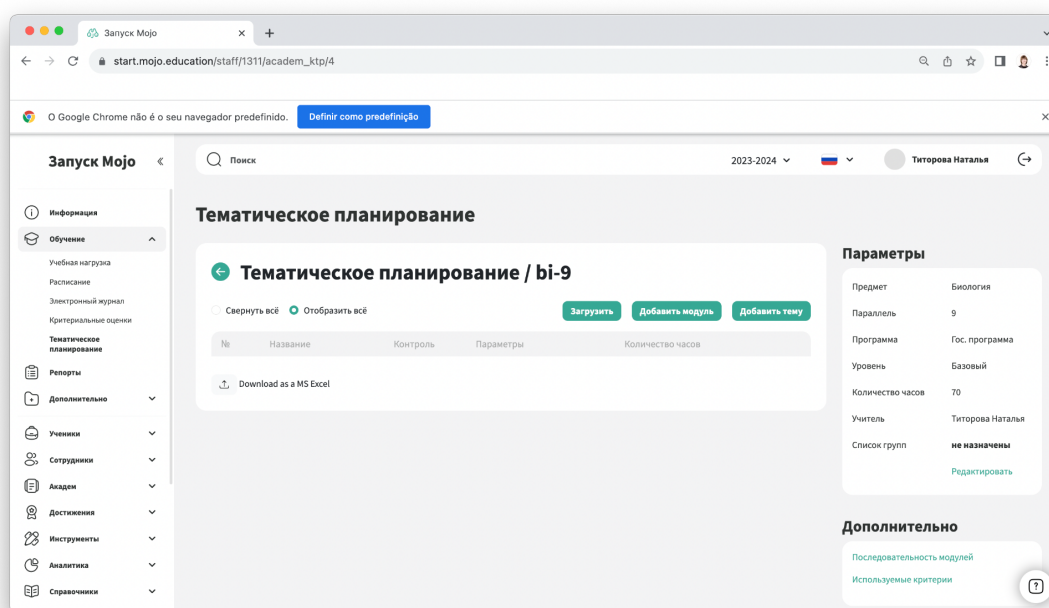 Запуск Mojo
start.mojo.education/staff/1311/academ_ktp/4
O Google Chrome não é o seu navegador predefinido.
Definir como predefinição
Запуск Mojo
Поиск
2023-2024
Титорова Наталья
Информация
Обучение
Учебная нагрузка
Расписание
Электронный журнал
Критериальные оценки
Тематическое
планирование
Репорты
Дополнительно
Ученики
Сотрудники
Академ
Достижения
Инструменты
Аналитика
Справочники
Тематическое планирование
Тематическое планирование / bi-9
Свернуть всё Отобразить всё
Загрузить Добавить модуль Добавить тему
№ Название Контроль Параметры Количество часов
Download as a MS Excel
Параметры
Предмет Биология
Параллель 9
Программа Гос. программа
Уровень Базовый
Количество часов 70
Учитель Титорова Наталья
Список групп не назначены
Редактировать
Дополнительно
Последовательность модулей
Используемые критерии